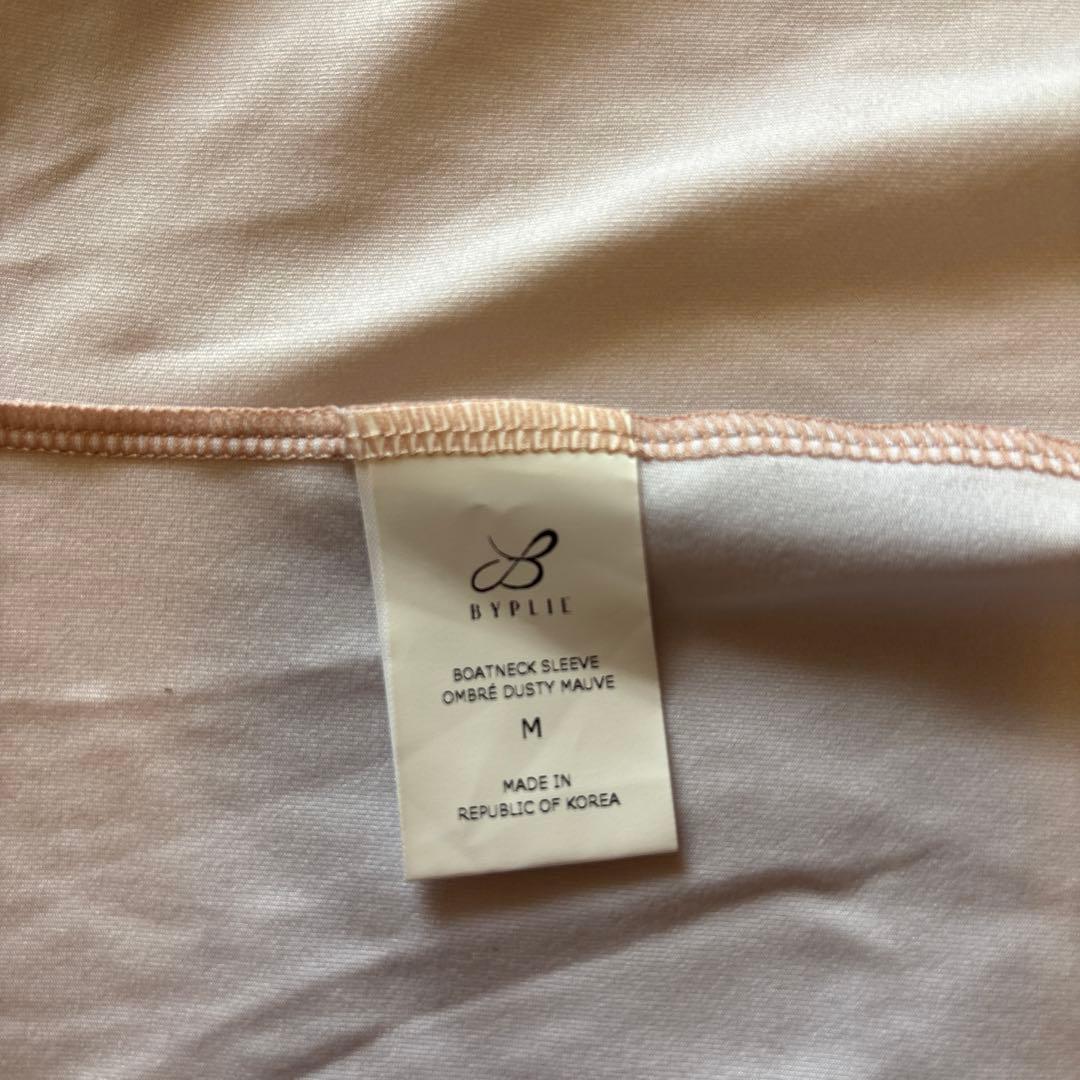 BYPLIE
BOATNECK SLEEVE
OMBRÉ DUSTY MAUVE
M
MADE IN
REPUBLIC OF KOREA